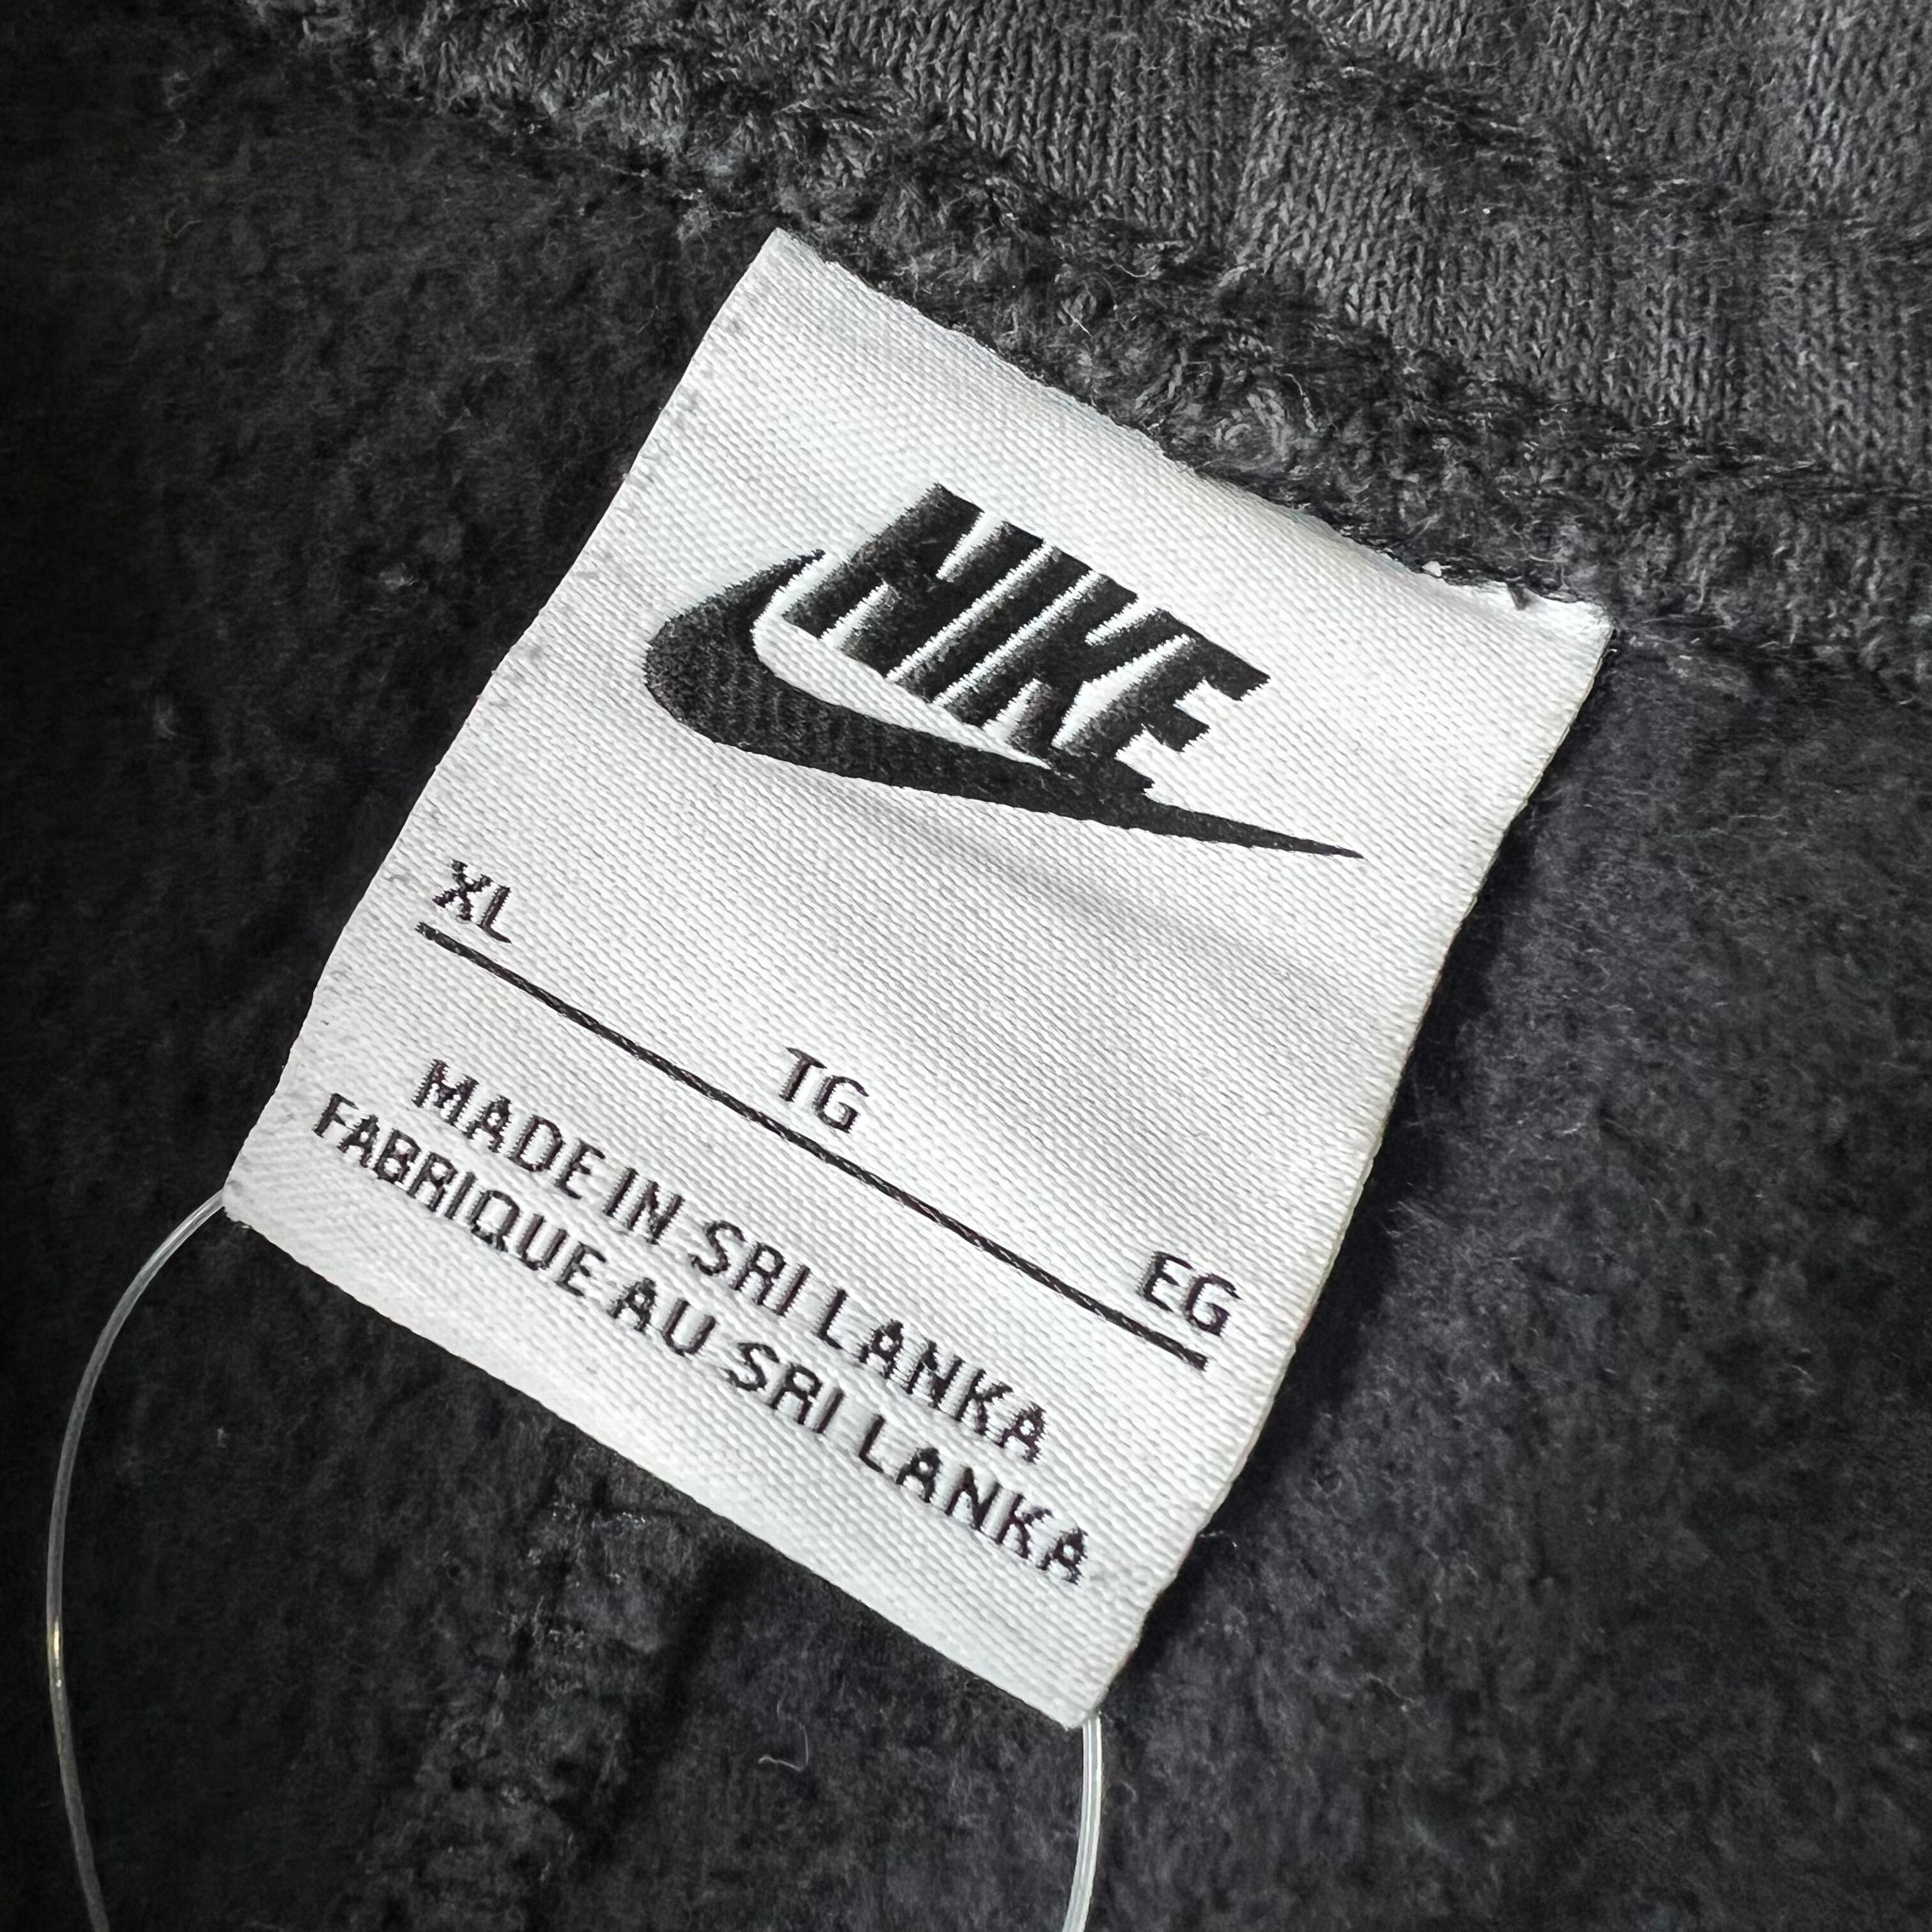 NIKE
XL TG EG
MADE IN SRI LANKA
FABRIQUE AU SRI LANKA